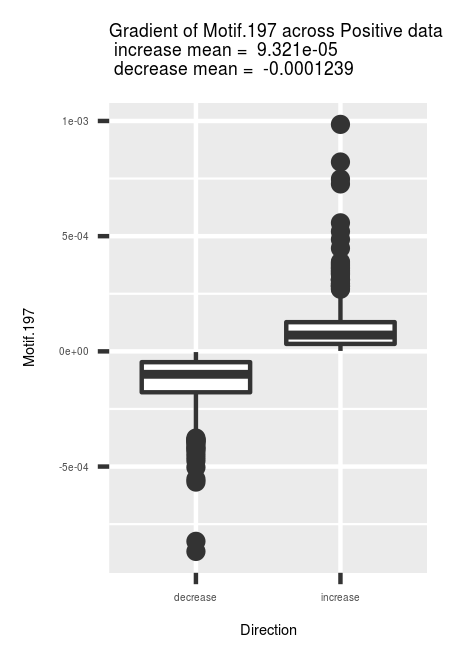 Gradient of Motif.197 across Positive data
increase mean =  9.321e-05
decrease mean =  -0.0001239
1e-03
5e-04
0e+00
-5e-04
Motif.197
decrease
increase
Direction